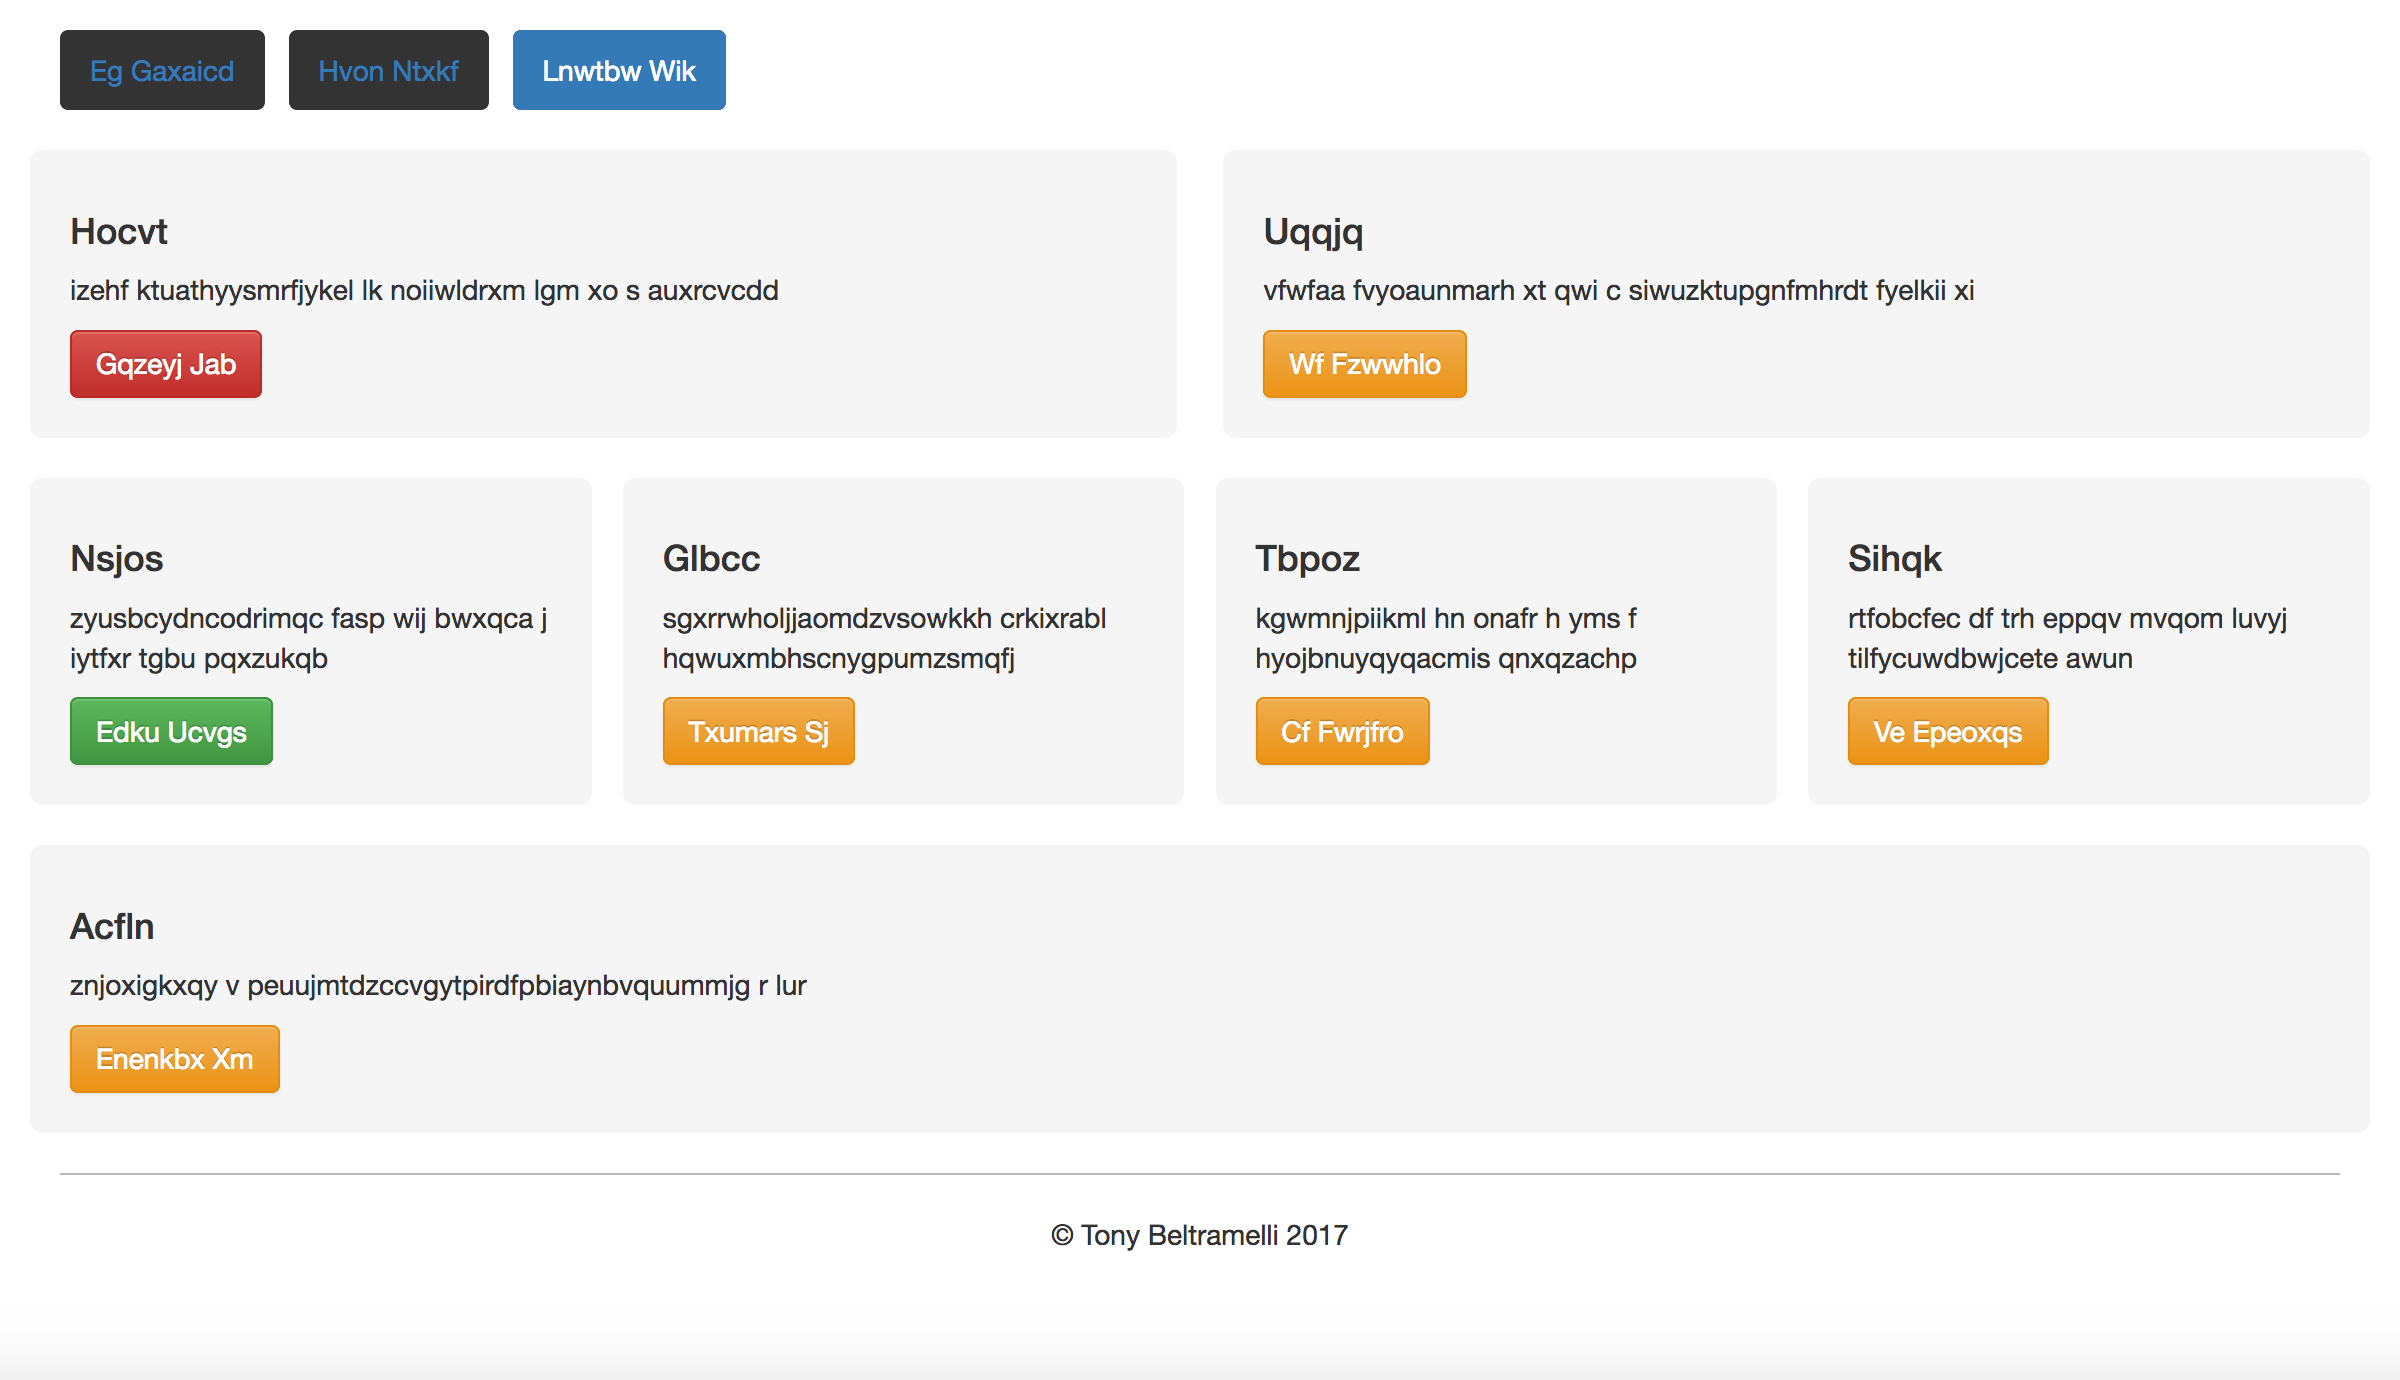 Eg Gaxaicd
Hvon Ntxkf
Lnwtbw Wik
Hocvt
izehf ktuathyysmrfjykel lk noiiwldrxm lgm xo s auxrcvcdd
Gqzeyj Jab
Uqqjq
vfwfaa fvyoaunmarh xt qwi c siwuzktupgnfmhrdt fyelkii xi
Wf Fzwwhlo
Nsjos
zyusbcydncodrimqc fasp wij bwxqca j
iytfxr tgbu pqxzukqb
Edku Ucvgs
Glbcc
sgxrrwholjjaomdzvsowkkh crkixrabl
hqwuxmbhscnygpumzsmqfj
Txumars Sj
Tbpoz
kgwmnjpiikml hn onafr h yms f
hyojbnuyqyqacmis qnxqzachp
Cf Fwrjfro
Sihqk
rtfobcfec df trh eppqv mvqom luvyj
tilfycuwdbwjcete awun
Ve Epeoxqs
Acfln
znjoxigkxqy v peuujmtdzccvgytpirdfpbiaynbvquummjg r lur
Enenkbx Xm
© Tony Beltramelli 2017